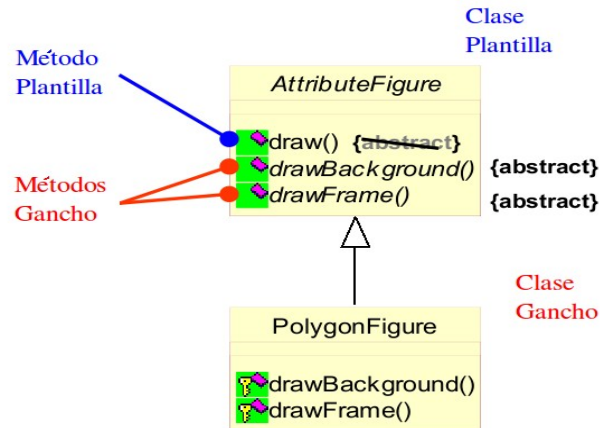 Clase
Plantilla
Método
Plantilla
AttributeFigure
draw() {abstract}
drawBackground() {abstract}
drawFrame() {abstract}
Métodos
Gancho
Clase
Gancho
PolygonFigure
drawBackground()
drawFrame()